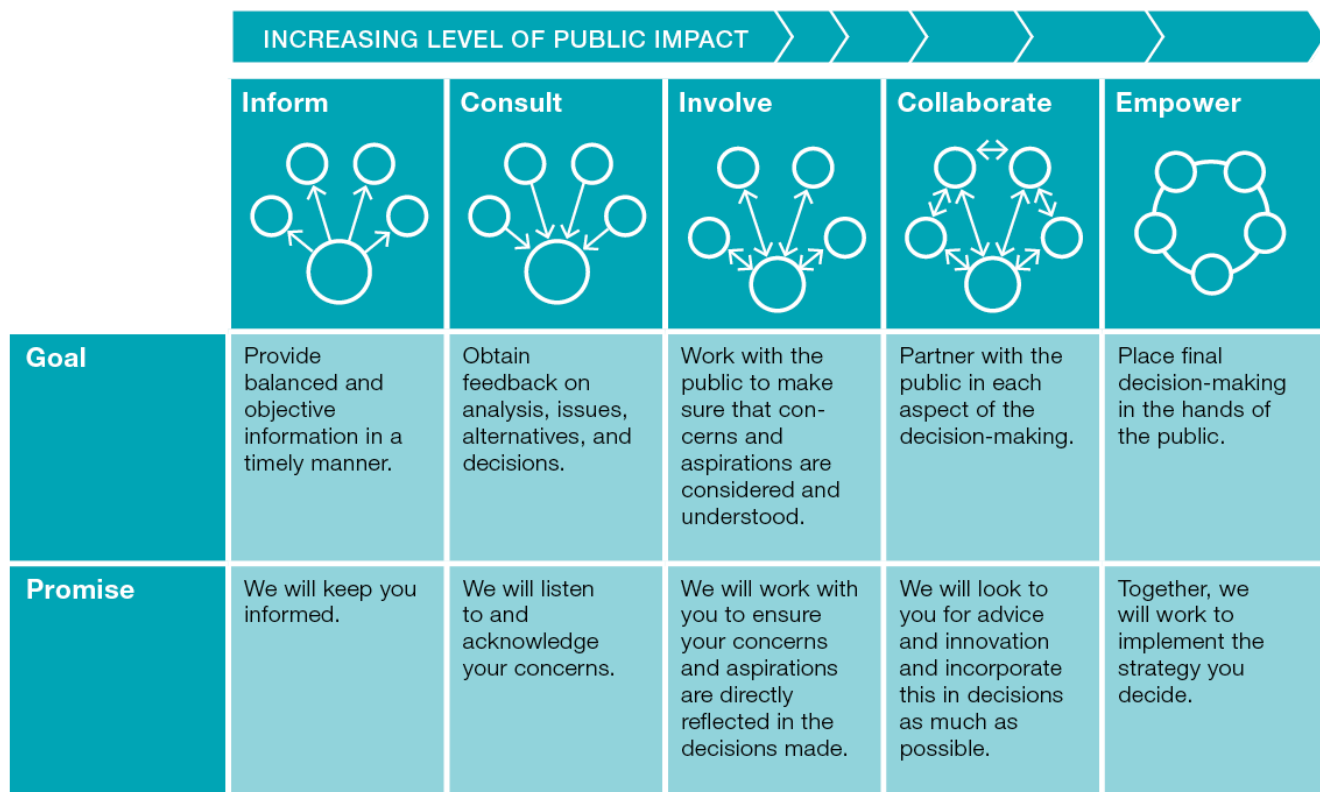 INCREASING LEVEL OF PUBLIC IMPACT
Inform
Consult
Involve
Collaborate
Empower
Goal
Provide
balanced and
objective
information in a
timely manner.
Obtain
feedback on
analysis, issues,
alternatives, and
decisions.
Work with the
public to make
sure that con-
cerns and
aspirations are
considered and
understood.
Partner with the
public in each
aspect of the
decision-making.
Place final
decision-making
in the hands of
the public.
Promise
We will keep you
informed.
We will listen
to and
acknowledge
your concerns.
We will work with
you to ensure
your concerns
and aspirations
are directly
reflected in the
decisions made.
We will look to
you for advice
and innovation
and incorporate
this in decisions
as much as
possible.
Together, we
will work to
implement the
strategy you
decide.